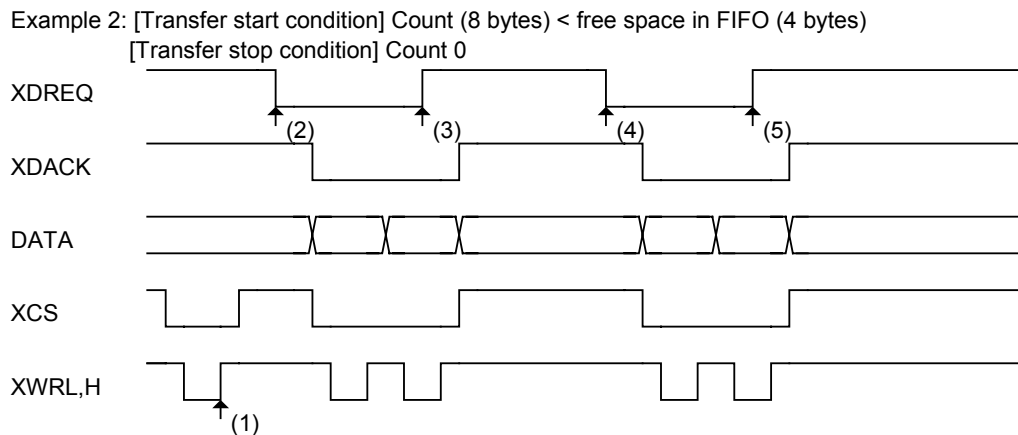 Example 2: [Transfer start condition] Count (8 bytes) < free space in FIFO (4 bytes)
[Transfer stop condition] Count 0
XDREQ
(2)
(3)
(4)
(5)
XDACK
DATA
XCS
XWRL,H
(1)